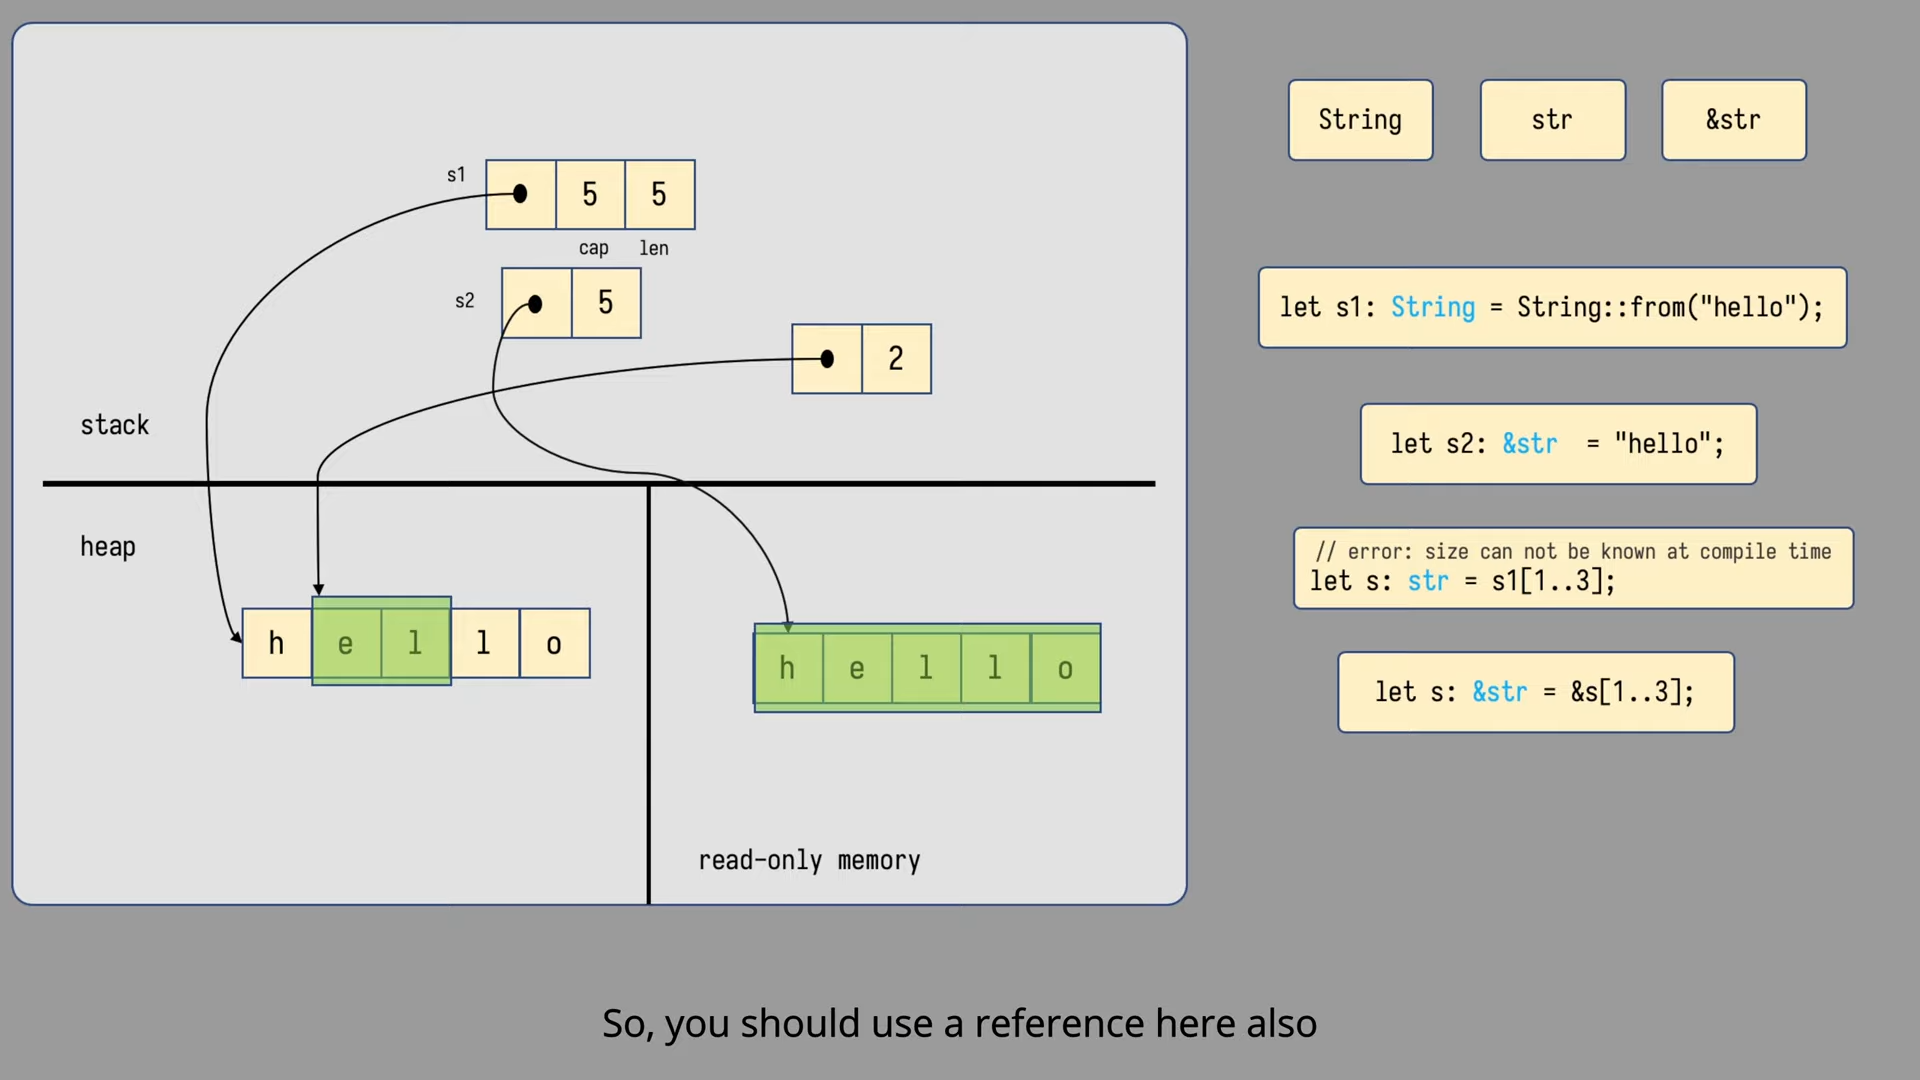 String
str
&str
s1
5
5
cap
len
s2
5
2
stack
heap
h
e
l
l
o
h
e
l
l
o
read-only memory
let s1: String = String::from("hello");
let s2: &str = "hello";
// error: size can not be known at compile time
let s: str = s1[1..3];
let s: &str = &s[1..3];
So, you should use a reference here also